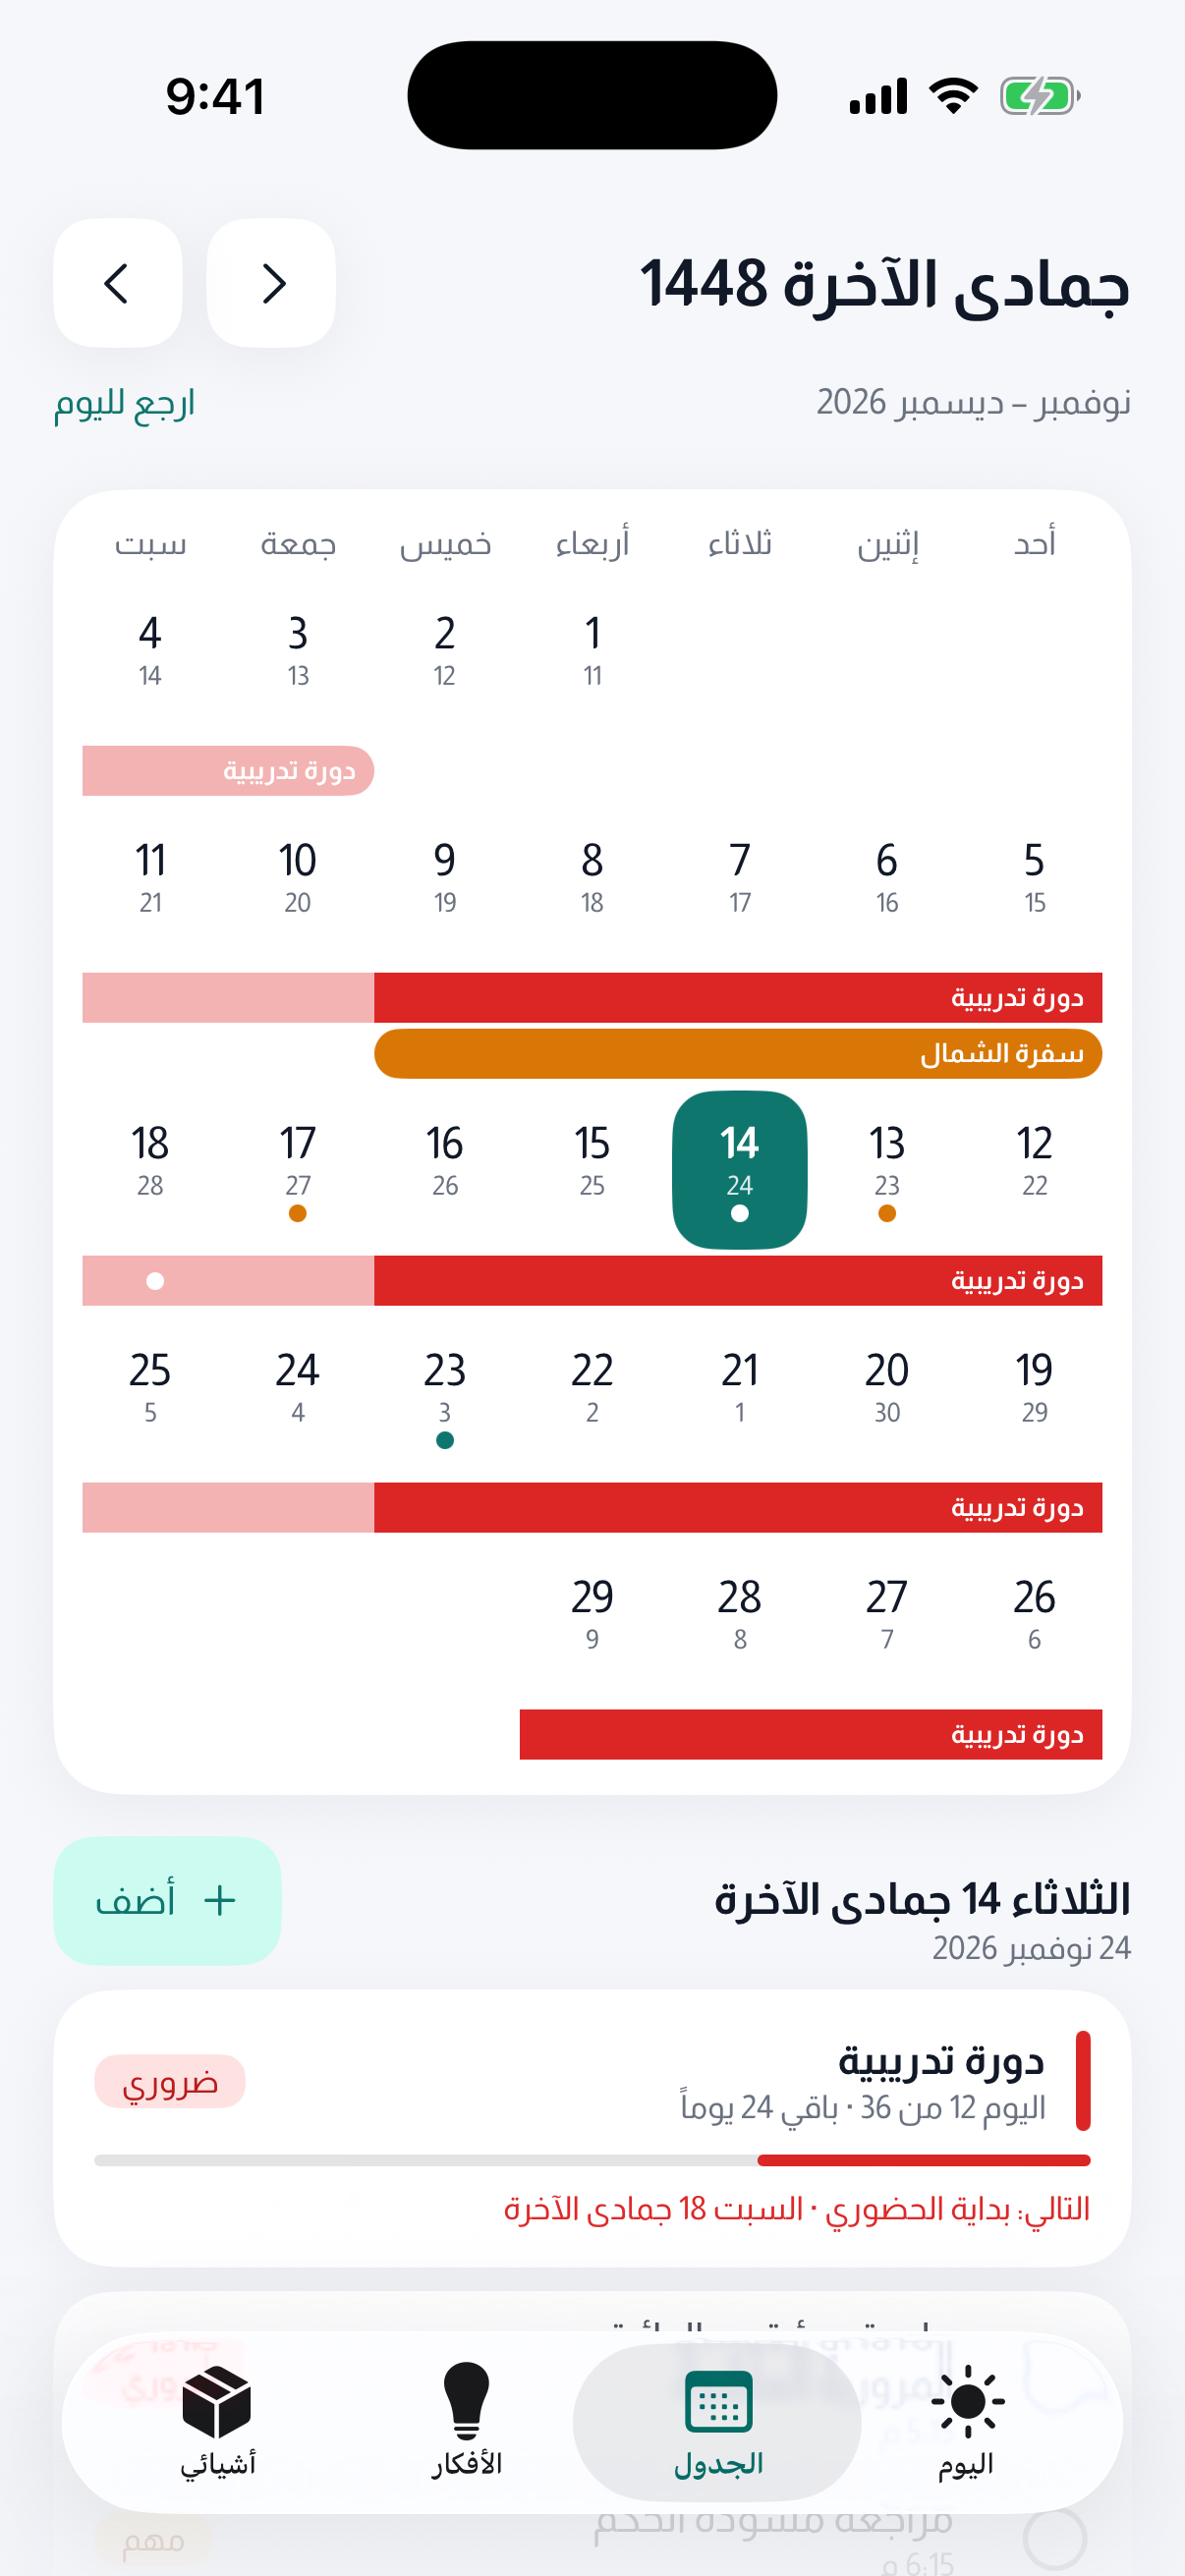 9:41
جمادى الآخرة 1448
نوفمبر – ديسمبر 2026
ارجع لليوم
أحد إثنين ثلاثاء أربعاء خميس جمعة سبت
1 2 3 4
11 12 13 14
دورة تدريبية
5 6 7 8 9 10 11
15 16 17 18 19 20 21
دورة تدريبية
سفرة الشمال
12 13 14 15 16 17 18
22 23 24 25 26 27 28
دورة تدريبية
19 20 21 22 23 24 25
29 30 1 2 3 4 5
دورة تدريبية
26 27 28 29
6 7 8 9
دورة تدريبية
الثلاثاء 14 جمادى الآخرة
24 نوفمبر 2026
أضف
دورة تدريبية
ضروري
اليوم 12 من 36 · باقي 24 يوماً
التالي: بداية الحضوري · السبت 18 جمادى الآخرة
اليوم الجدول الأفكار أشيائي
مراجعة مسودة الحكم
مهم
6:15 م